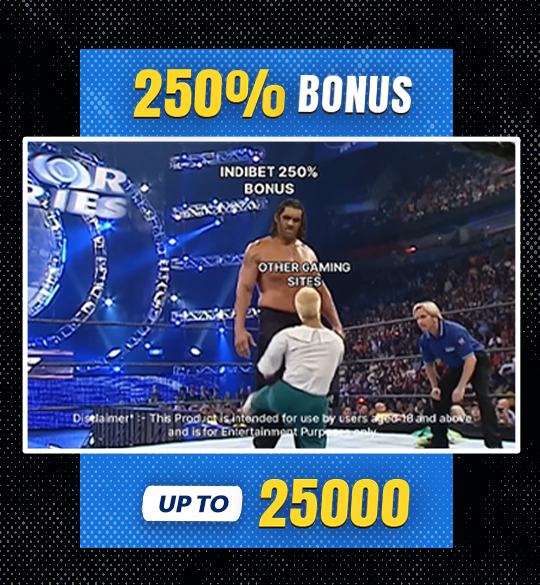 250% BONUS
INDIBET 250%
BONUS
OTHER GAMING
SITES
Disclaimer* :- This Product is intended for use by users aged 18 and above
and is for Entertainment Purposes only
UP TO 25000